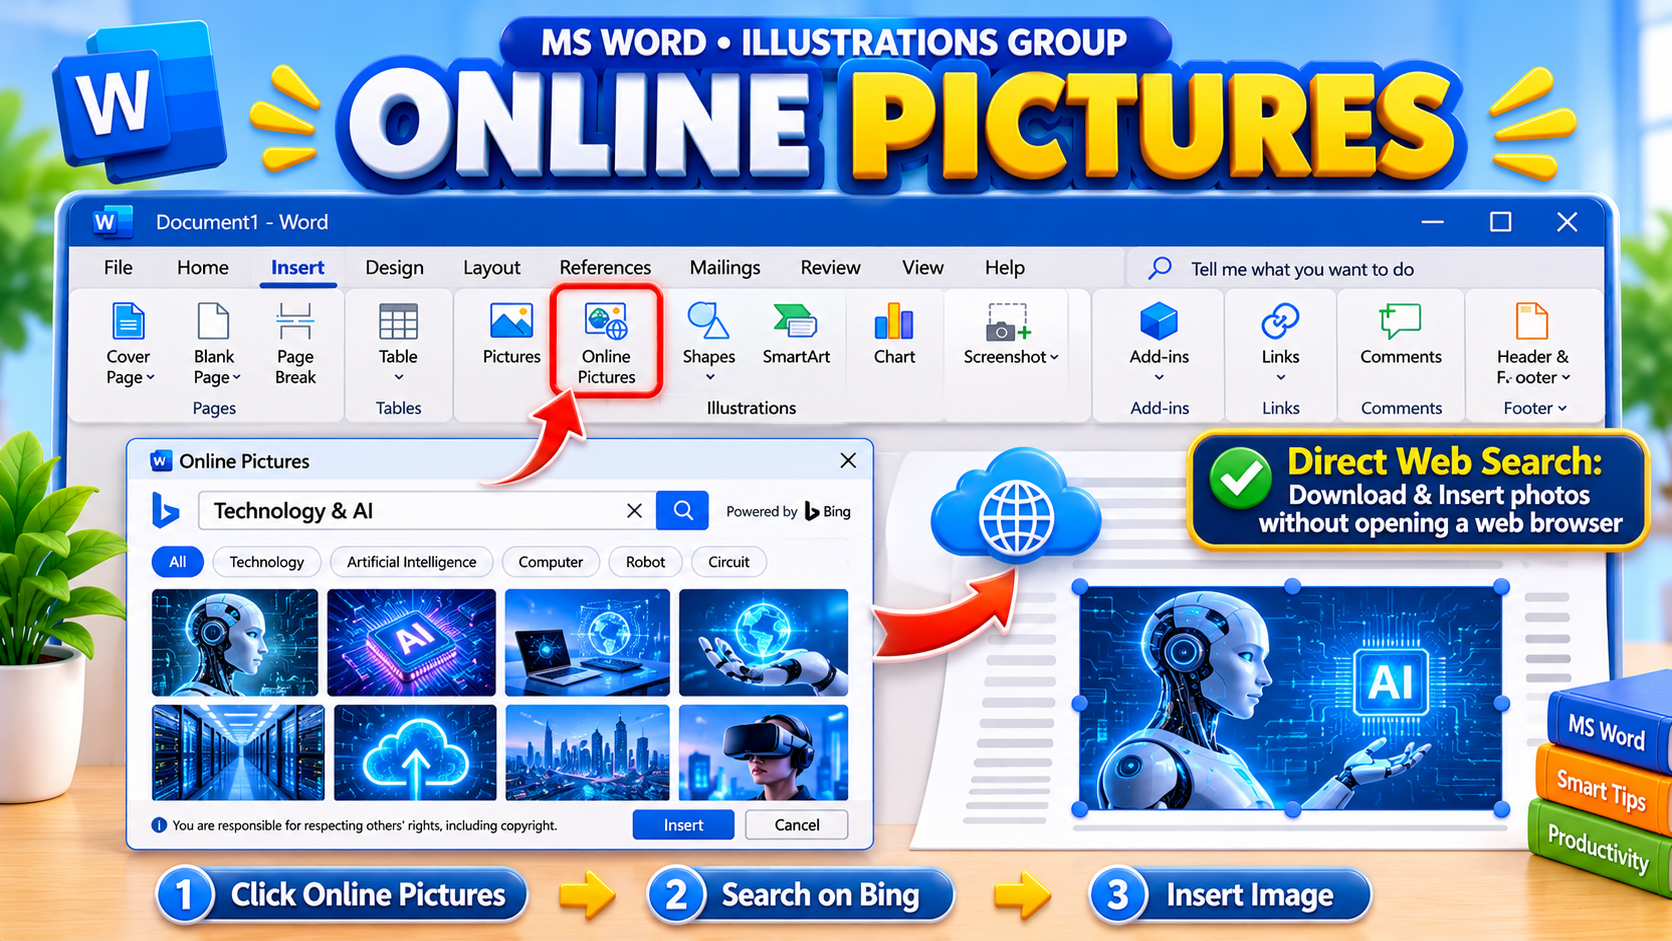 MS WORD • ILLUSTRATIONS GROUP
ONLINE PICTURES
W
W
Document1 - Word
File Home Insert Design Layout References Mailings Review View Help Tell me what you want to do
Cover Page
Blank Page
Page Break
Pages
Table
Tables
Pictures
Online Pictures
Shapes
SmartArt
Chart
Screenshot
Illustrations
Add-ins
Add-ins
Links
Links
Comments
Comments
Header &
F.ooter
Footer
W Online Pictures
Technology & AI
Powered by Bing
All Technology Artificial Intelligence Computer Robot Circuit
AI
You are responsible for respecting others' rights, including copyright.
Insert Cancel
Direct Web Search:
Download & Insert photos
without opening a web browser
AI
MS Word
Smart Tips
Productivity
1 Click Online Pictures
2 Search on Bing
3 Insert Image